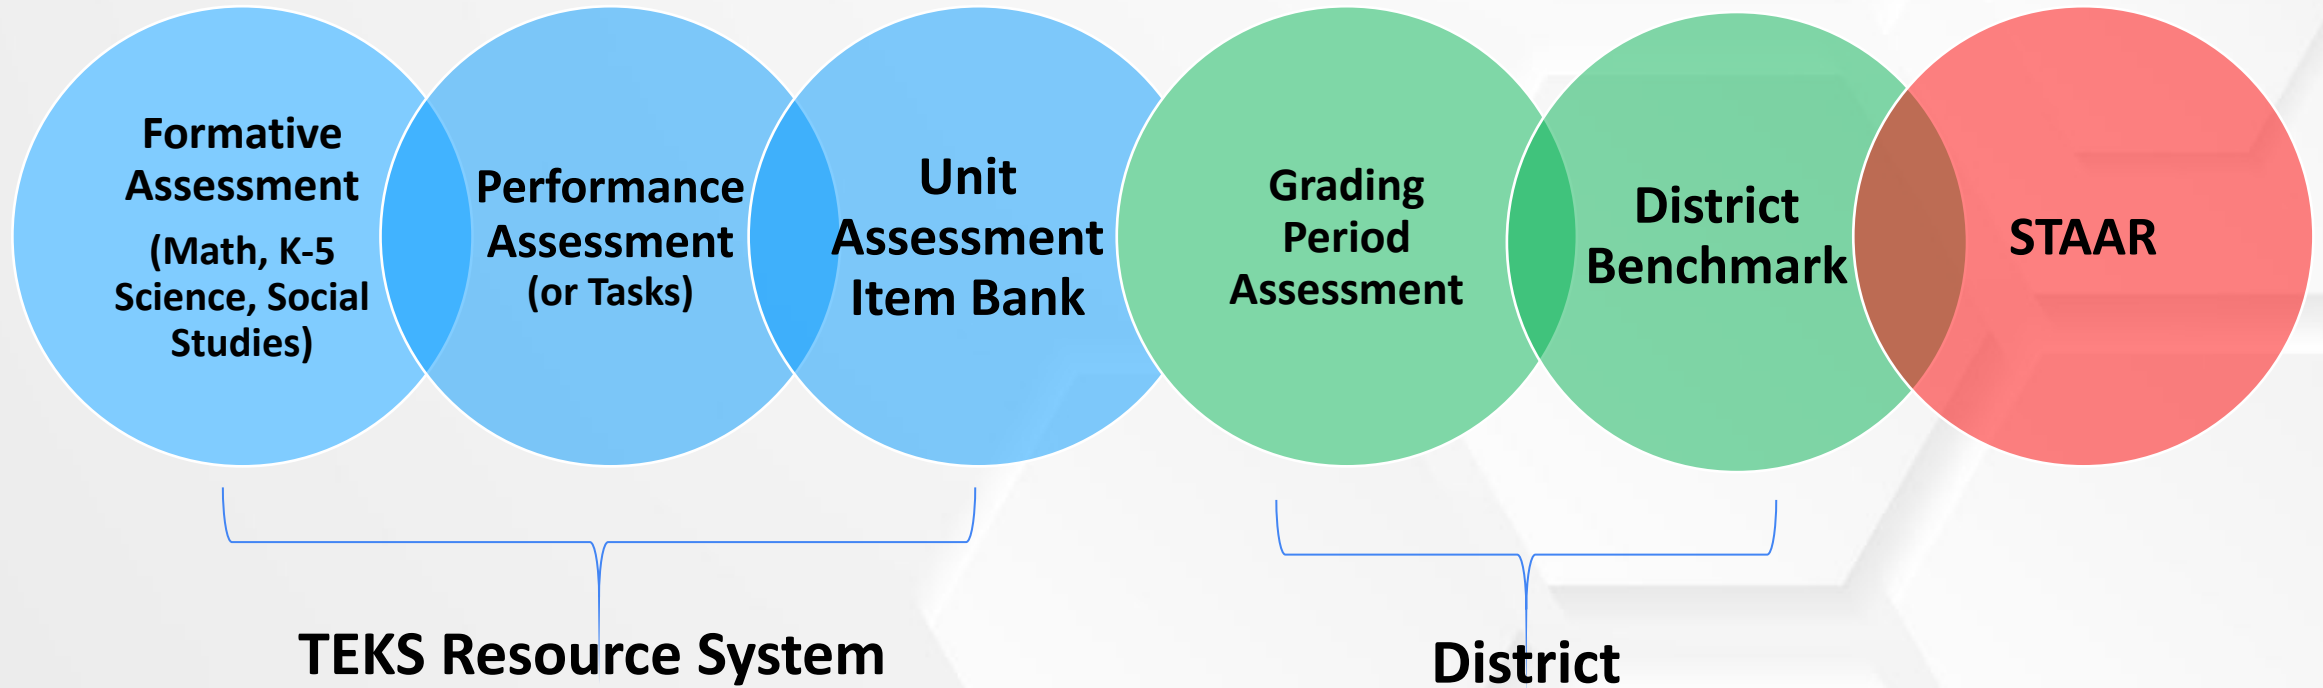 Formative
Assessment
(Math, K-5
Science, Social
Studies)
Performance
Assessment
(or Tasks)
Unit
Assessment
Item Bank
Grading
Period
Assessment
District
Benchmark
STAAR
TEKS Resource System
District